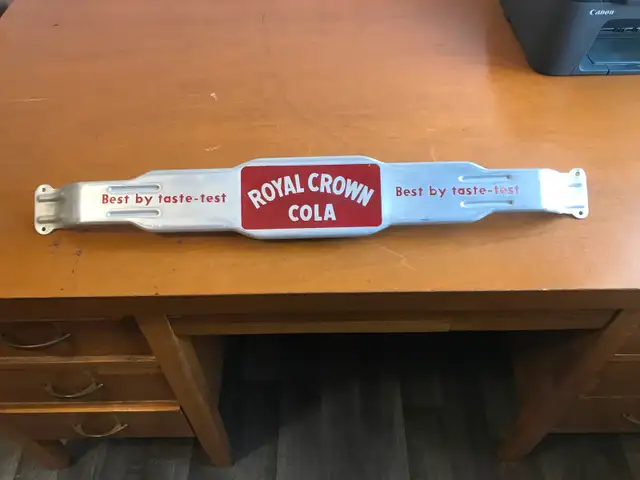 Canon
Best by taste-test
ROYAL CROWN
COLA
Best by taste-test